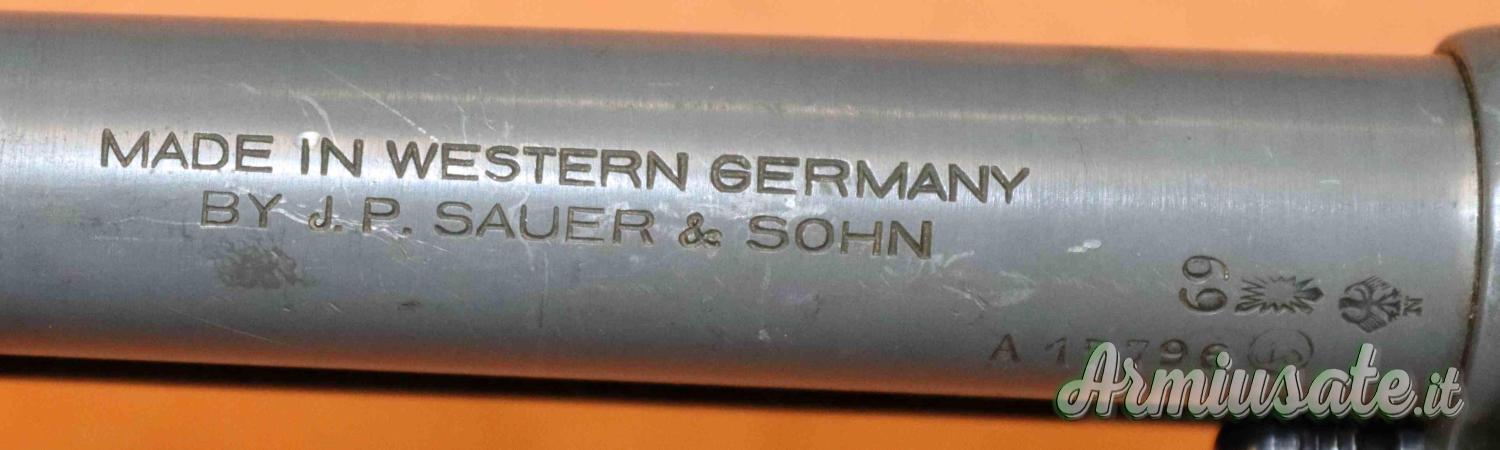 MADE IN WESTERN GERMANY
BY J.P. SAUER & SOHN
69
N
A
Armiusate.it